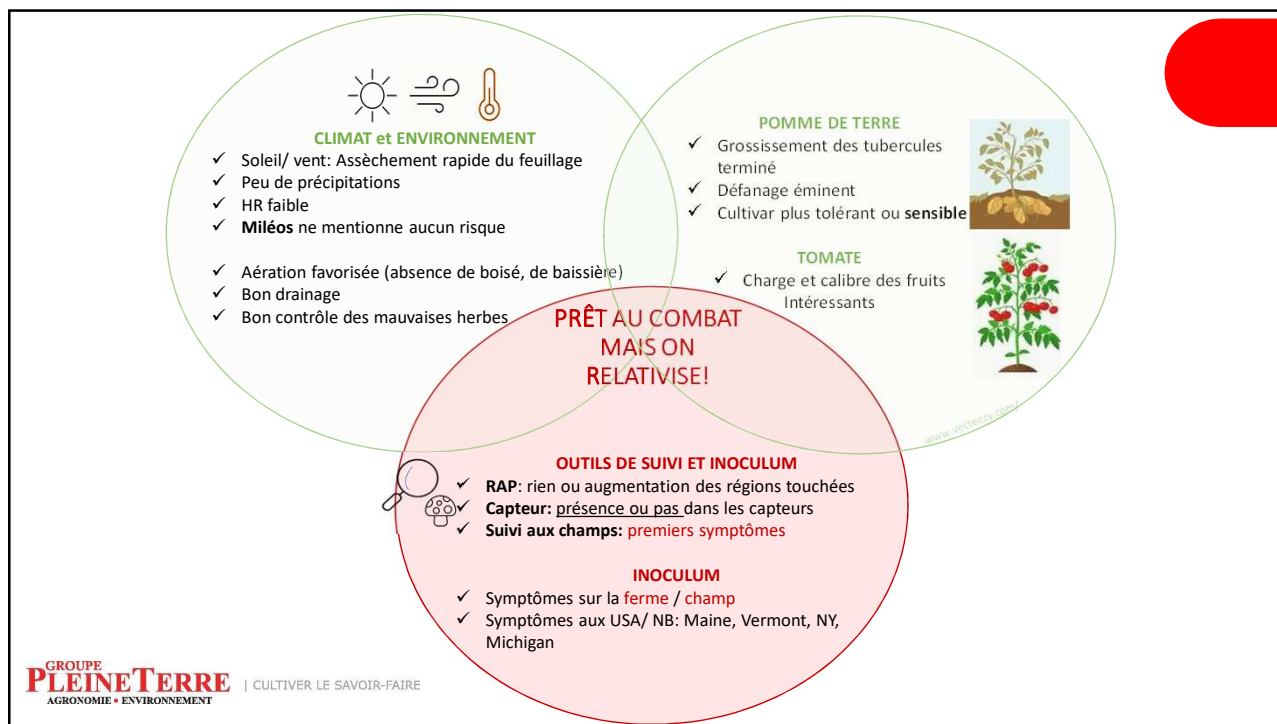 CLIMAT et ENVIRONNEMENT
✓ Soleil/ vent: Assèchement rapide du feuillage
✓ Peu de précipitations
✓ HR faible
✓ Miléos ne mentionne aucun risque
✓ Aération favorisée (absence de boisé, de baissière)
✓ Bon drainage
✓ Bon contrôle des mauvaises herbes
POMME DE TERRE
✓ Grossissement des tubercules
terminé
✓ Défanage éminent
✓ Cultivar plus tolérant ou sensible
TOMATE
✓ Charge et calibre des fruits
Intéressants
www.vecteezy.com/
PRÊT AU COMBAT
MAIS ON
RELATIVISE!
OUTILS DE SUIVI ET INOCULUM
✓ RAP: rien ou augmentation des régions touchées
✓ Capteur: présence ou pas dans les capteurs
✓ Suivi aux champs: premiers symptômes
INOCULUM
✓ Symptômes sur la ferme / champ
✓ Symptômes aux USA/ NB: Maine, Vermont, NY,
Michigan
GROUPE
PLEINETERRE | CULTIVER LE SAVOIR-FAIRE
AGRONOMIE • ENVIRONNEMENT